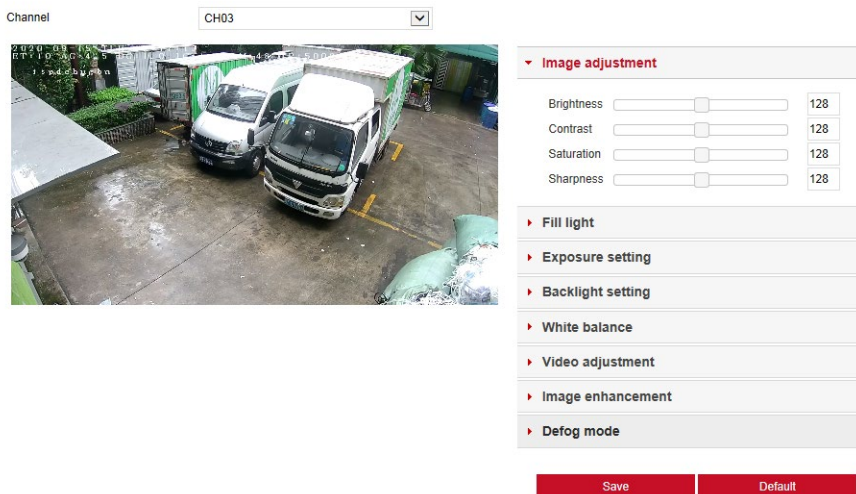 Channel
CH03
Image adjustment
Brightness 128
Contrast 128
Saturation 128
Sharpness 128
Fill light
Exposure setting
Backlight setting
White balance
Video adjustment
Image enhancement
Defog mode
Save
Default